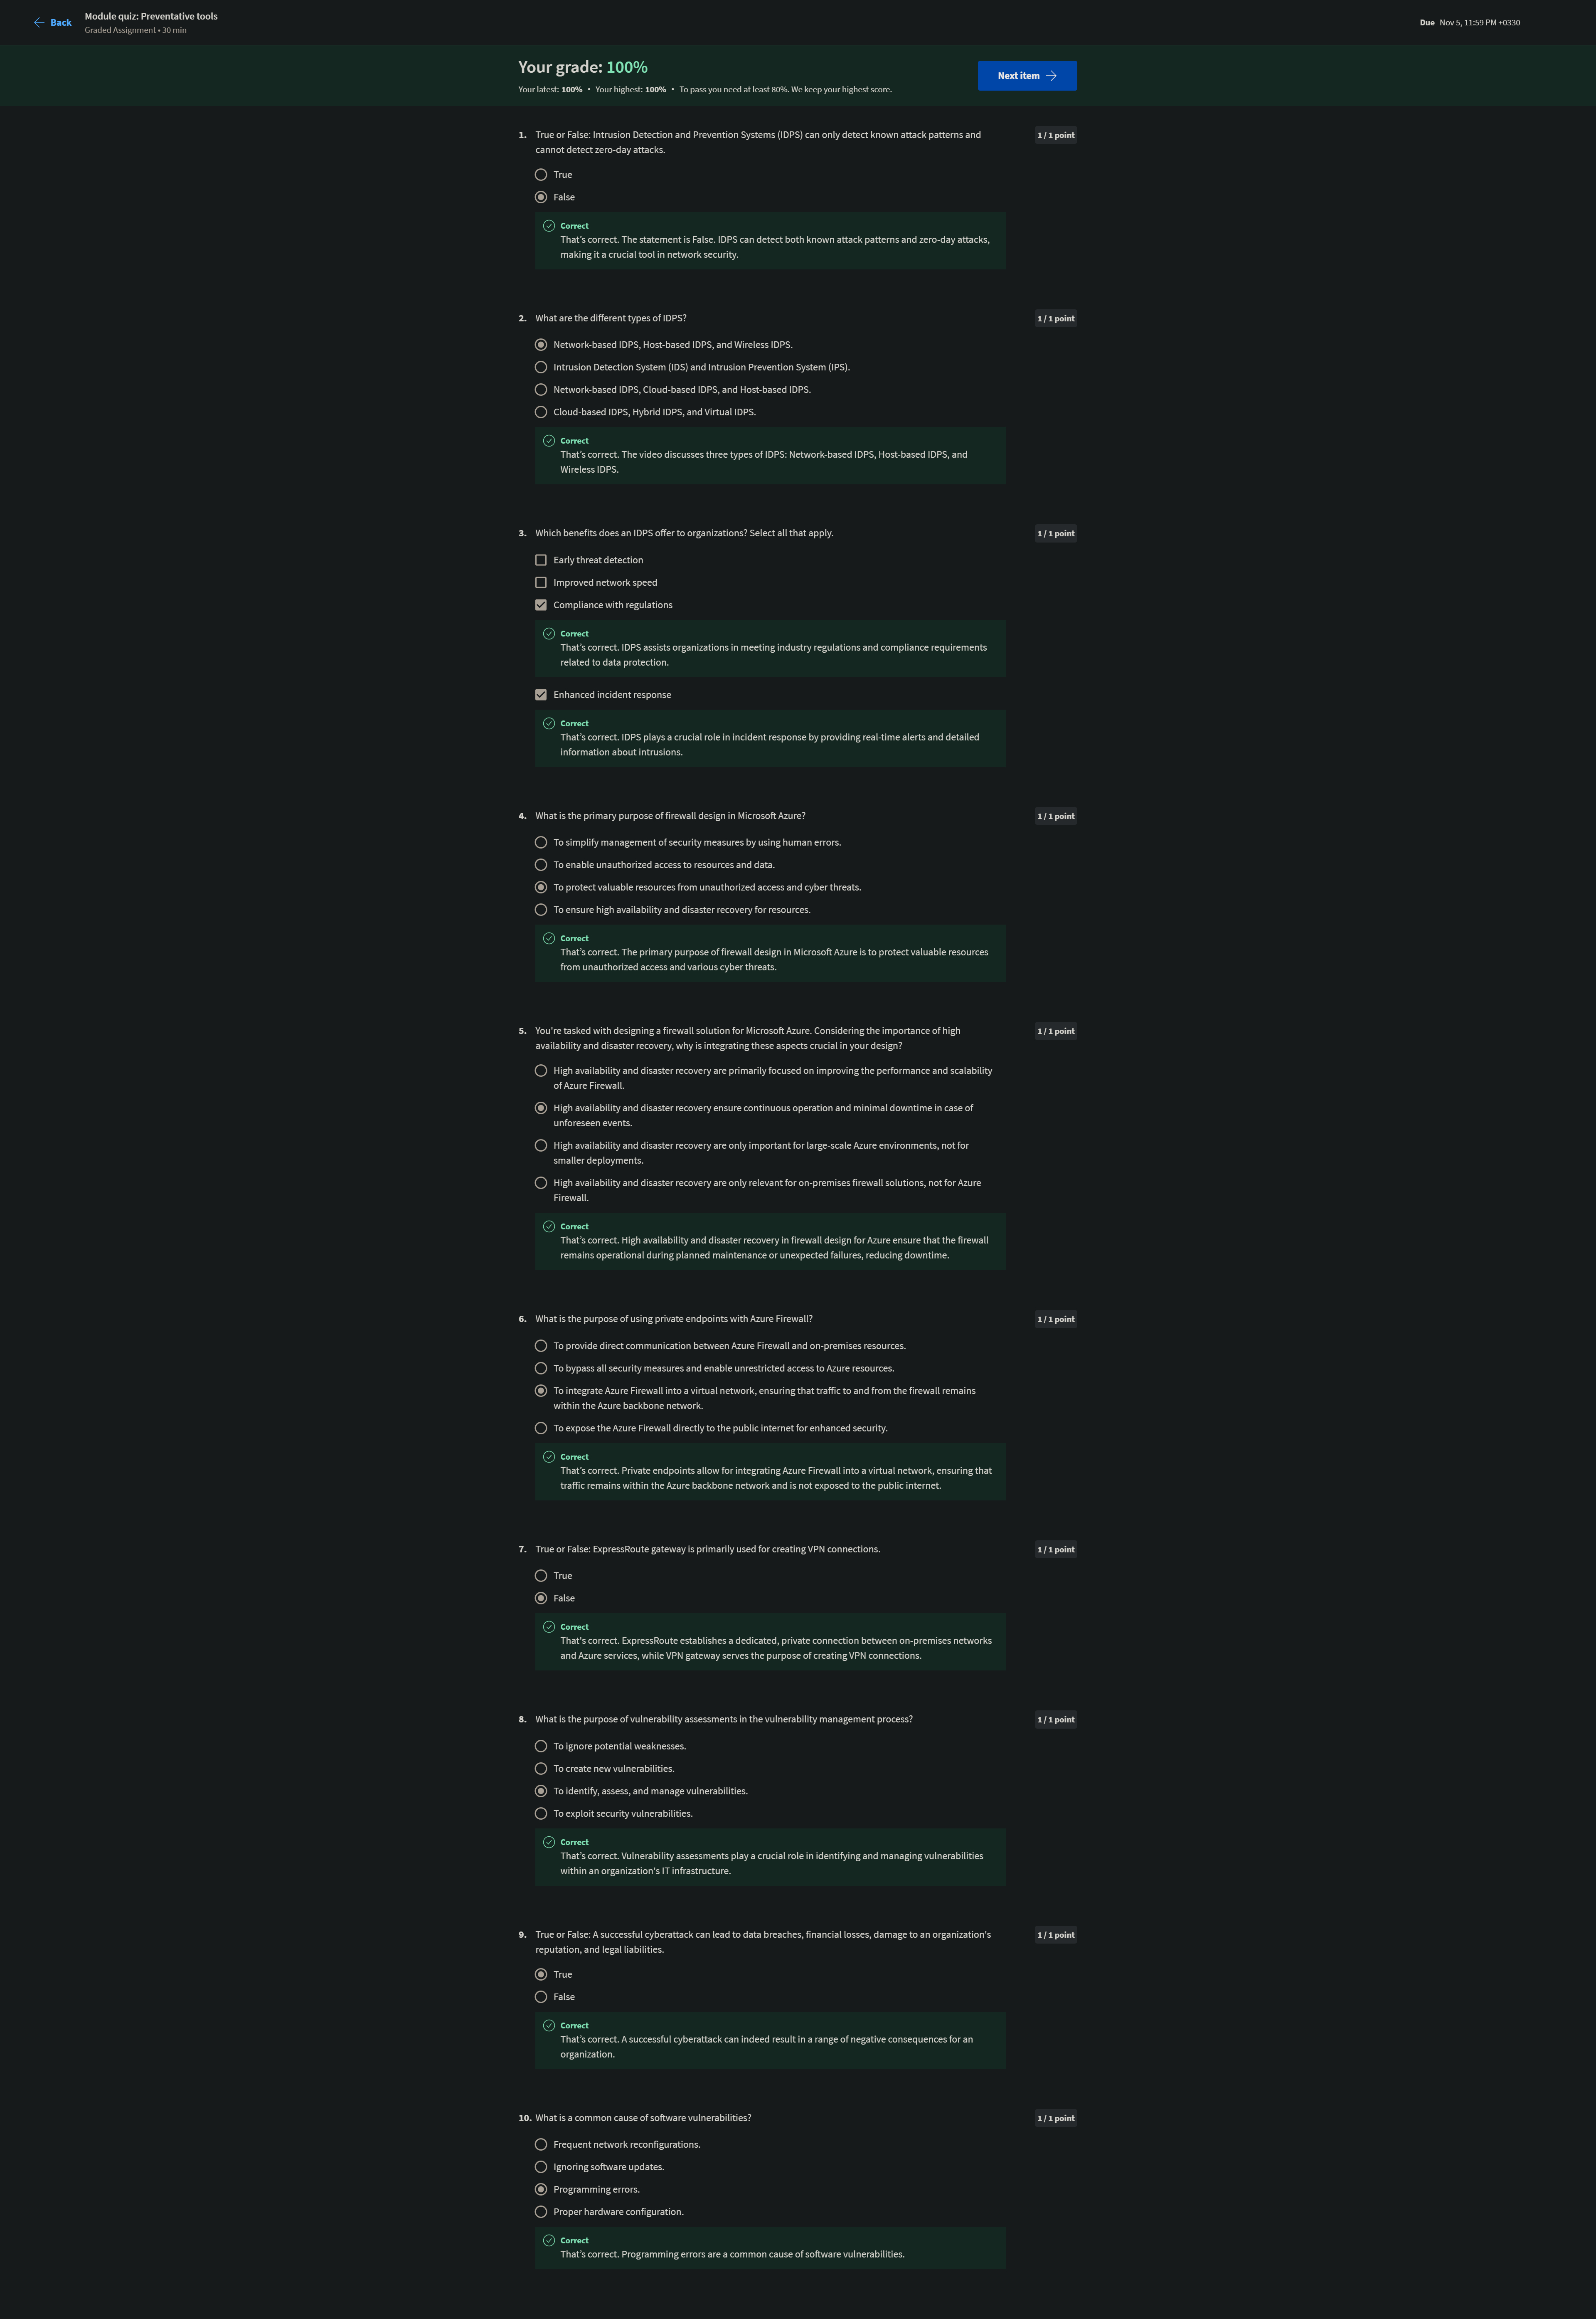 Back
Module quiz: Preventative tools
Graded Assignment • 30 min
Due Nov 5, 11:59 PM +0330
Your grade: 100%
Your latest: 100% • Your highest: 100% • To pass you need at least 80%. We keep your highest score.
Next item
1. True or False: Intrusion Detection and Prevention Systems (IDPS) can only detect known attack patterns and
cannot detect zero-day attacks.
1 / 1 point
True
False
Correct
That's correct. The statement is False. IDPS can detect both known attack patterns and zero-day attacks,
making it a crucial tool in network security.
2. What are the different types of IDPS?
1 / 1 point
Network-based IDPS, Host-based IDPS, and Wireless IDPS.
Intrusion Detection System (IDS) and Intrusion Prevention System (IPS).
Network-based IDPS, Cloud-based IDPS, and Host-based IDPS.
Cloud-based IDPS, Hybrid IDPS, and Virtual IDPS.
Correct
That's correct. The video discusses three types of IDPS: Network-based IDPS, Host-based IDPS, and
Wireless IDPS.
3. Which benefits does an IDPS offer to organizations? Select all that apply.
1 / 1 point
Early threat detection
Improved network speed
Compliance with regulations
Correct
That's correct. IDPS assists organizations in meeting industry regulations and compliance requirements
related to data protection.
Enhanced incident response
Correct
That's correct. IDPS plays a crucial role in incident response by providing real-time alerts and detailed
information about intrusions.
4. What is the primary purpose of firewall design in Microsoft Azure?
1 / 1 point
To simplify management of security measures by using human errors.
To enable unauthorized access to resources and data.
To protect valuable resources from unauthorized access and cyber threats.
To ensure high availability and disaster recovery for resources.
Correct
That's correct. The primary purpose of firewall design in Microsoft Azure is to protect valuable resources
from unauthorized access and various cyber threats.
5. You're tasked with designing a firewall solution for Microsoft Azure. Considering the importance of high
availability and disaster recovery, why is integrating these aspects crucial in your design?
1 / 1 point
High availability and disaster recovery are primarily focused on improving the performance and scalability
of Azure Firewall.
High availability and disaster recovery ensure continuous operation and minimal downtime in case of
unforeseen events.
High availability and disaster recovery are only important for large-scale Azure environments, not for
smaller deployments.
High availability and disaster recovery are only relevant for on-premises firewall solutions, not for Azure
Firewall.
Correct
That's correct. High availability and disaster recovery in firewall design for Azure ensure that the firewall
remains operational during planned maintenance or unexpected failures, reducing downtime.
6. What is the purpose of using private endpoints with Azure Firewall?
1 / 1 point
To provide direct communication between Azure Firewall and on-premises resources.
To bypass all security measures and enable unrestricted access to Azure resources.
To integrate Azure Firewall into a virtual network, ensuring that traffic to and from the firewall remains
within the Azure backbone network.
To expose the Azure Firewall directly to the public internet for enhanced security.
Correct
That's correct. Private endpoints allow for integrating Azure Firewall into a virtual network, ensuring that
traffic remains within the Azure backbone network and is not exposed to the public internet.
7. True or False: ExpressRoute gateway is primarily used for creating VPN connections.
1 / 1 point
True
False
Correct
That's correct. ExpressRoute establishes a dedicated, private connection between on-premises networks
and Azure services, while VPN gateway serves the purpose of creating VPN connections.
8. What is the purpose of vulnerability assessments in the vulnerability management process?
1 / 1 point
To ignore potential weaknesses.
To create new vulnerabilities.
To identify, assess, and manage vulnerabilities.
To exploit security vulnerabilities.
Correct
That's correct. Vulnerability assessments play a crucial role in identifying and managing vulnerabilities
within an organization's IT infrastructure.
9. True or False: A successful cyberattack can lead to data breaches, financial losses, damage to an organization's
reputation, and legal liabilities.
1 / 1 point
True
False
Correct
That's correct. A successful cyberattack can indeed result in a range of negative consequences for an
organization.
10. What is a common cause of software vulnerabilities?
1 / 1 point
Frequent network reconfigurations.
Ignoring software updates.
Programming errors.
Proper hardware configuration.
Correct
That's correct. Programming errors are a common cause of software vulnerabilities.